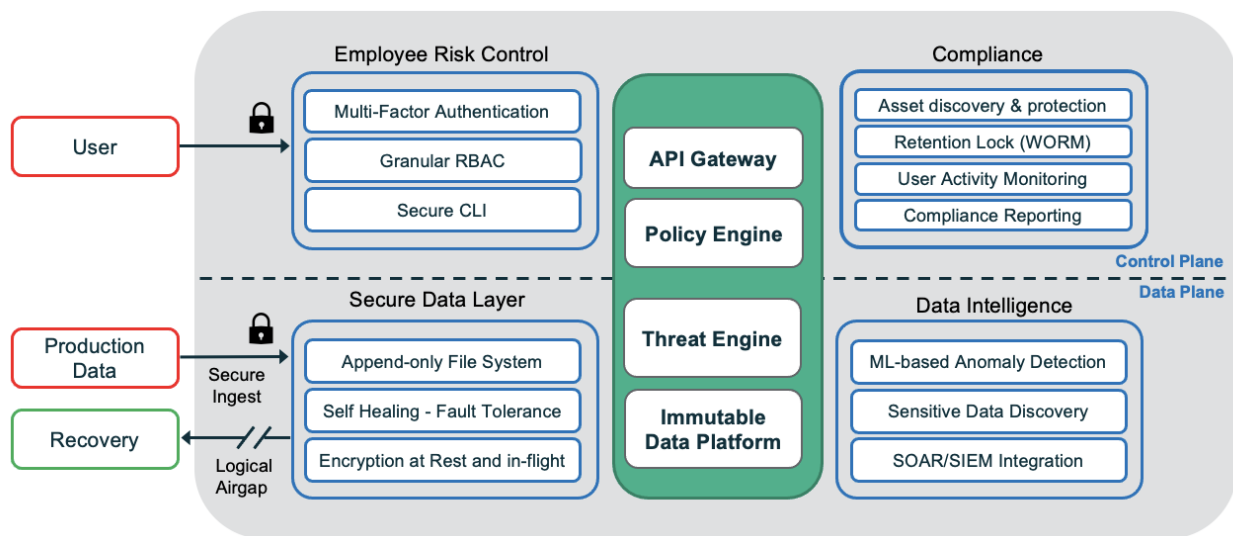 Employee Risk Control
Multi-Factor Authentication
Granular RBAC
Secure CLI
User
API Gateway
Policy Engine
Threat Engine
Immutable
Data Platform
Compliance
Asset discovery & protection
Retention Lock (WORM)
User Activity Monitoring
Compliance Reporting
Control Plane
Data Plane
Secure Data Layer
Append-only File System
Self Healing - Fault Tolerance
Encryption at Rest and in-flight
Production
Data
Secure
Ingest
Recovery
Logical
Airgap
Data Intelligence
ML-based Anomaly Detection
Sensitive Data Discovery
SOAR/SIEM Integration